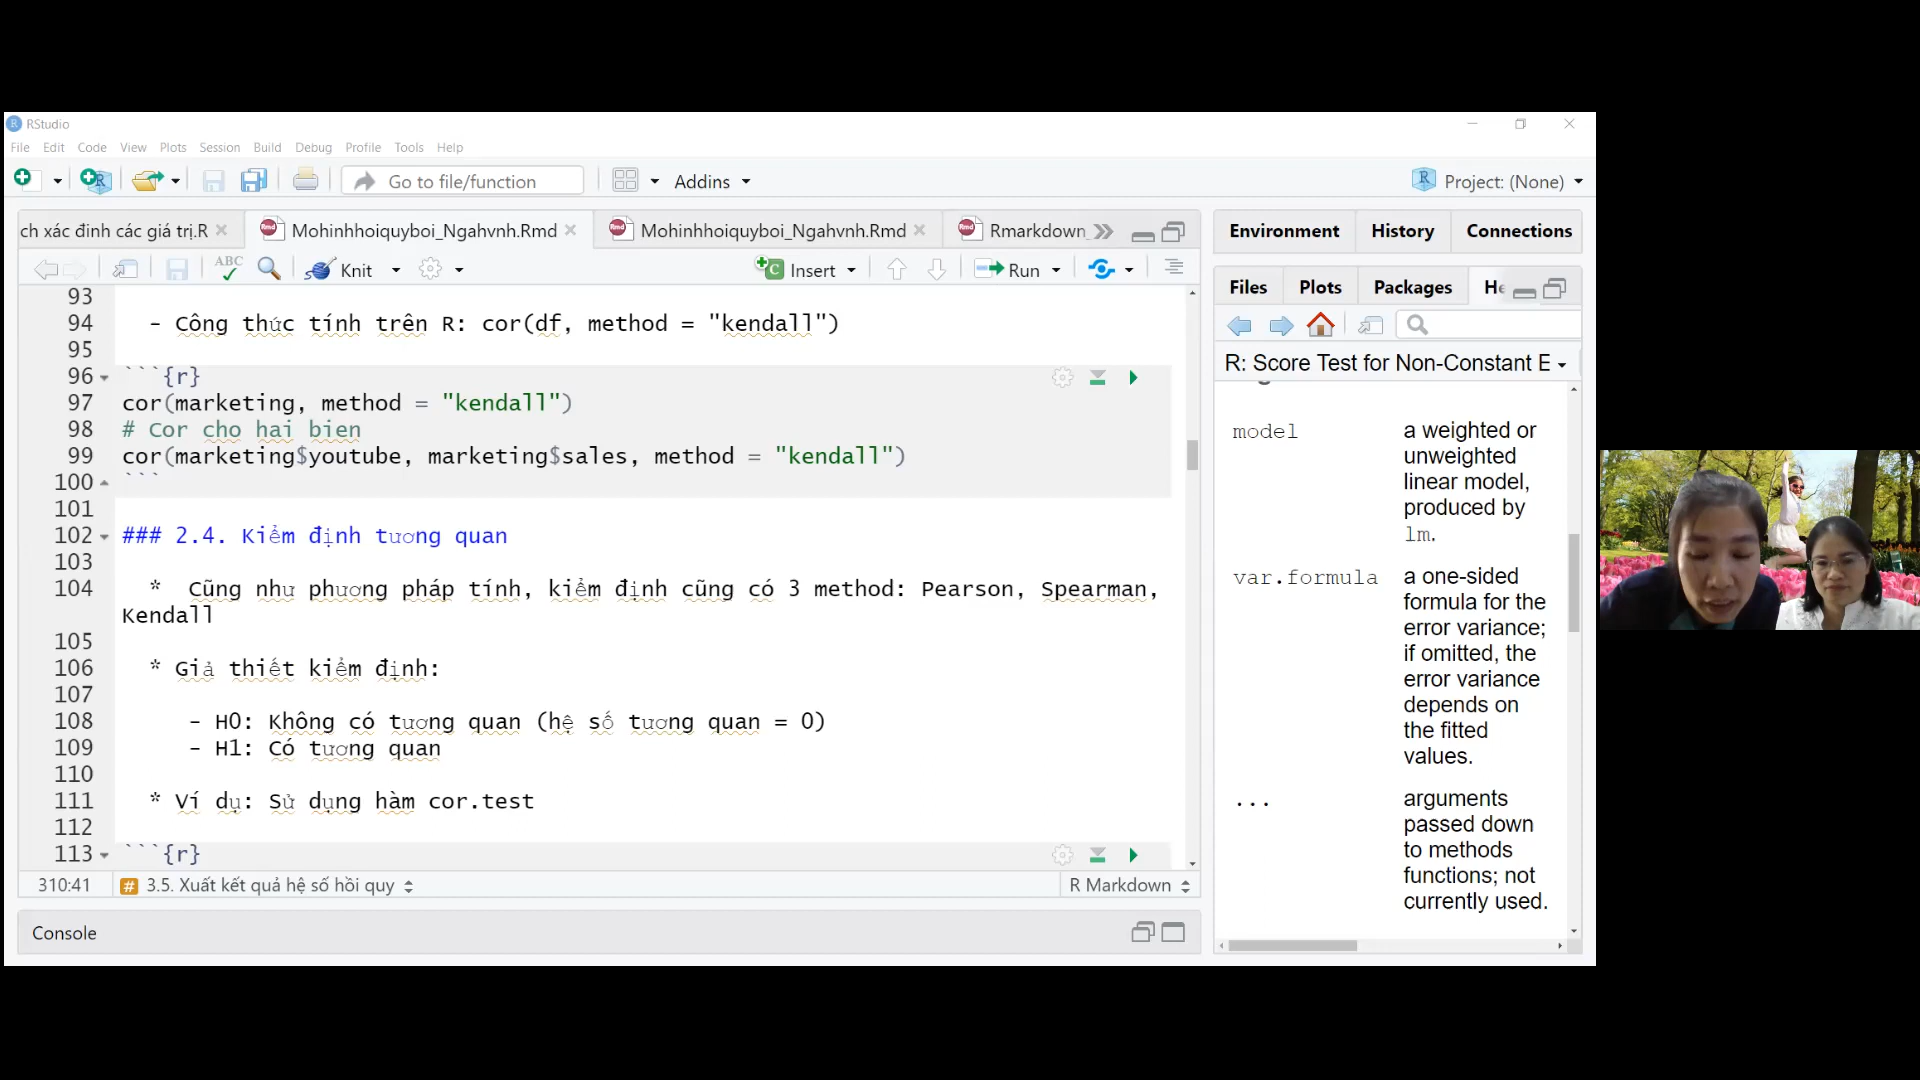 RStudio
File Edit Code View Plots Session Build Debug Profile Tools Help
Go to file/function Addins Project: (None)
ch xác đinh các giá trị.R Mohinhhoiquyboi_Ngahvnh.Rmd Mohinhhoiquyboi_Ngahvnh.Rmd Rmarkdown_
ABC Knit Insert Run
93
94 - Công thức tính trên R: cor(df, method = "kendall")
95
96 ```{r}
97 cor(marketing, method = "kendall")
98 # Cor cho hai bien
99 cor(marketing$youtube, marketing$sales, method = "kendall")
100 ```
101
102 ### 2.4. Kiểm định tương quan
103
104 * Cũng như phương pháp tính, kiểm định cũng có 3 method: Pearson, Spearman,
Kendall
105
106 * Giả thiết kiểm định:
107
108 - H0: Không có tương quan (hệ số tương quan = 0)
109 - H1: Có tương quan
110
111 * Ví dụ: Sử dụng hàm cor.test
112
113 ```{r}
310:41 # 3.5. Xuất kết quả hệ số hồi quy R Markdown
Console
Environment History Connections
Files Plots Packages He
R: Score Test for Non-Constant E
model a weighted or
unweighted
linear model,
produced by
lm.
var.formula a one-sided
formula for the
error variance;
if omitted, the
error variance
depends on
the fitted
values.
... arguments
passed down
to methods
functions; not
currently used.